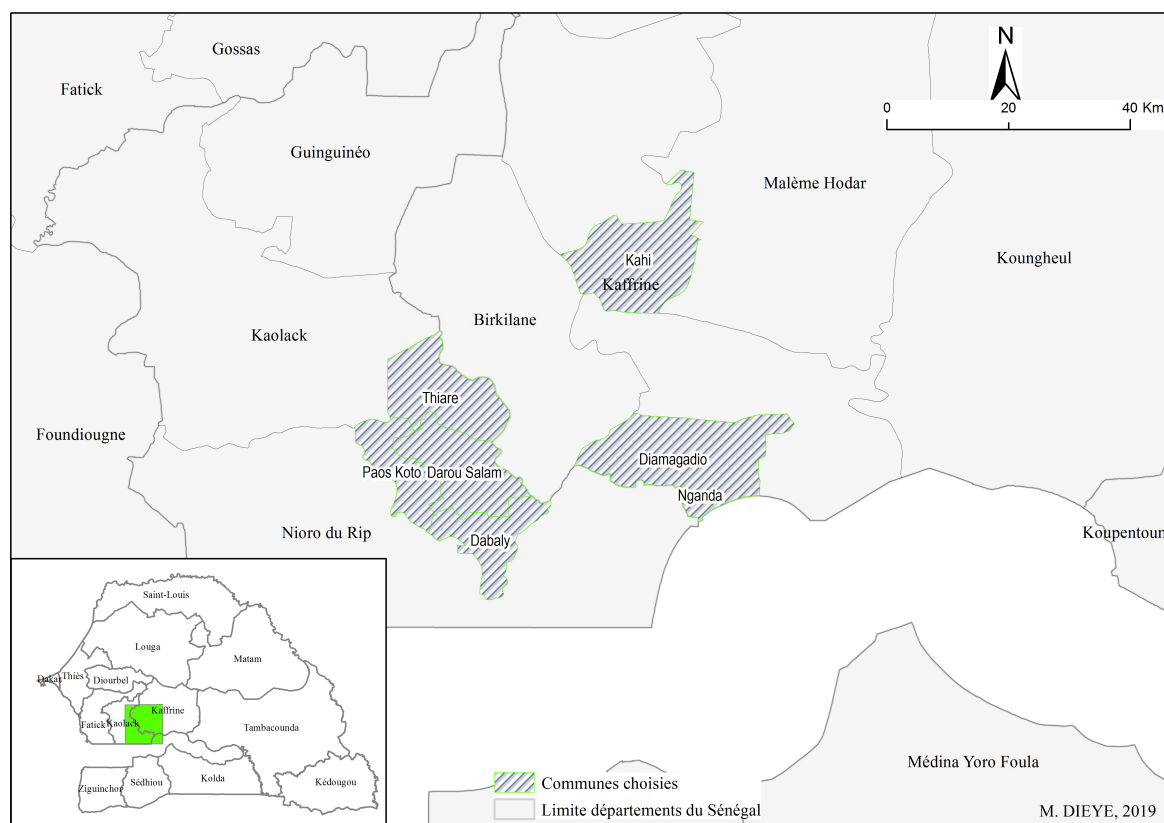 Gossas
Fatick
N
0 20 40 Km
Guinguinéo
Malème Hodar
Kahi
Koungheul
Kaffrine
Birkilane
Kaolack
Thiare
Foundiougne
Diamagadio
Paos Koto Darou Salam
Nganda
Nioro du Rip
Dabaly
Koupentoum
Saint-Louis
Louga
Matam
Dakar
Thiès
Diourbel
Kaffrine
Fatick
Kaolack
Tambacounda
Kolda
Sédhiou
Kédougou
Ziguinchor
Médina Yoro Foula
Communes choisies
Limite départements du Sénégal
M. DIEYE, 2019